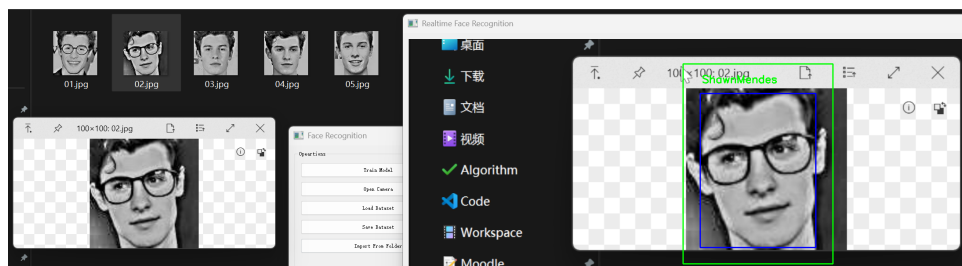 Realtime Face Recognition
01.jpg
02.jpg
03.jpg
04.jpg
05.jpg
100×100: 02.jpg
Face Recognition
Opeartions
Train Model
Open Camera
Load Dataset
Save Dataset
Import From Folder
桌面
下载
文档
视频
Algorithm
Code
Workspace
Moodle
100×100: 02.jpg
ShawnMendes